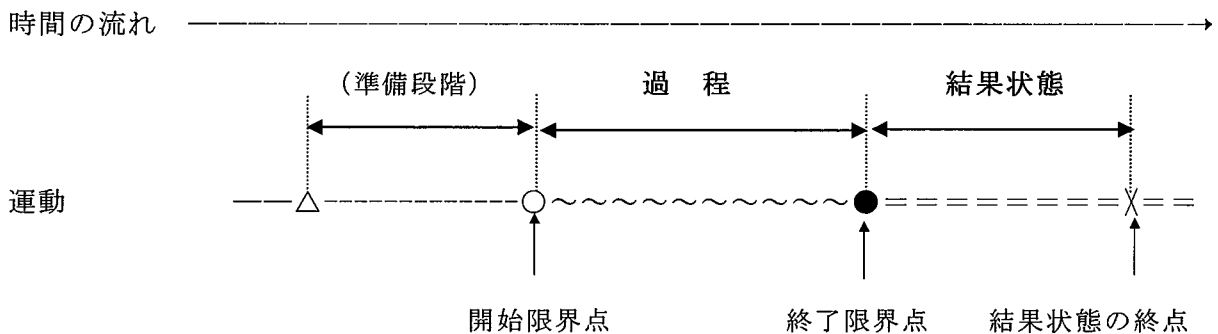 時間の流れ
(準備段階)
過 程
結果状態
運動
開始限界点
終了限界点
結果状態の終点